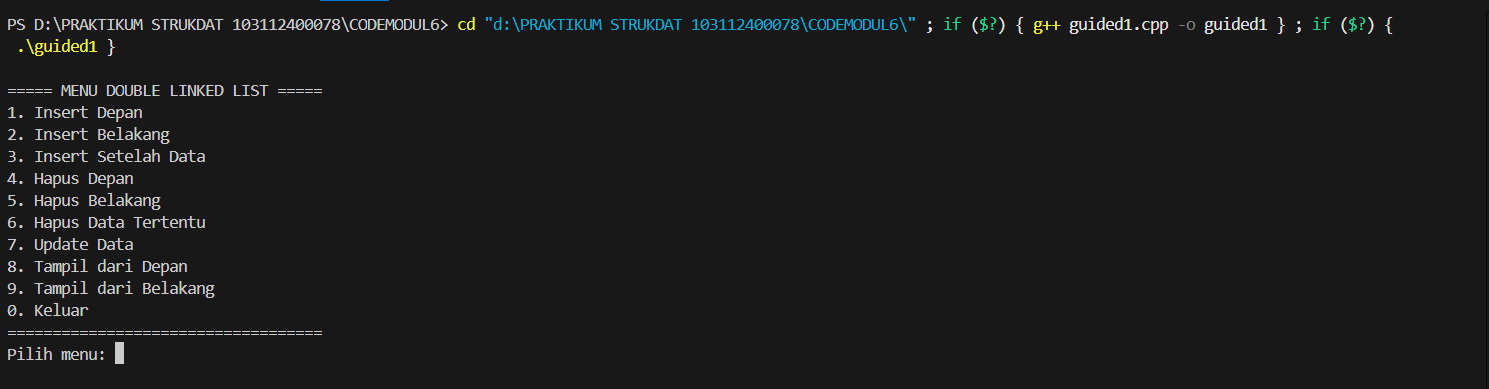 PS D:\PRAKTIKUM STRUKDAT 103112400078\CODEMODUL6> cd "d:\PRAKTIKUM STRUKDAT 103112400078\CODEMODUL6\" ; if ($?) { g++ guided1.cpp -o guided1 } ; if ($?) {
.\guided1 }
===== MENU DOUBLE LINKED LIST =====
1. Insert Depan
2. Insert Belakang
3. Insert Setelah Data
4. Hapus Depan
5. Hapus Belakang
6. Hapus Data Tertentu
7. Update Data
8. Tampil dari Depan
9. Tampil dari Belakang
0. Keluar
===================================
Pilih menu: